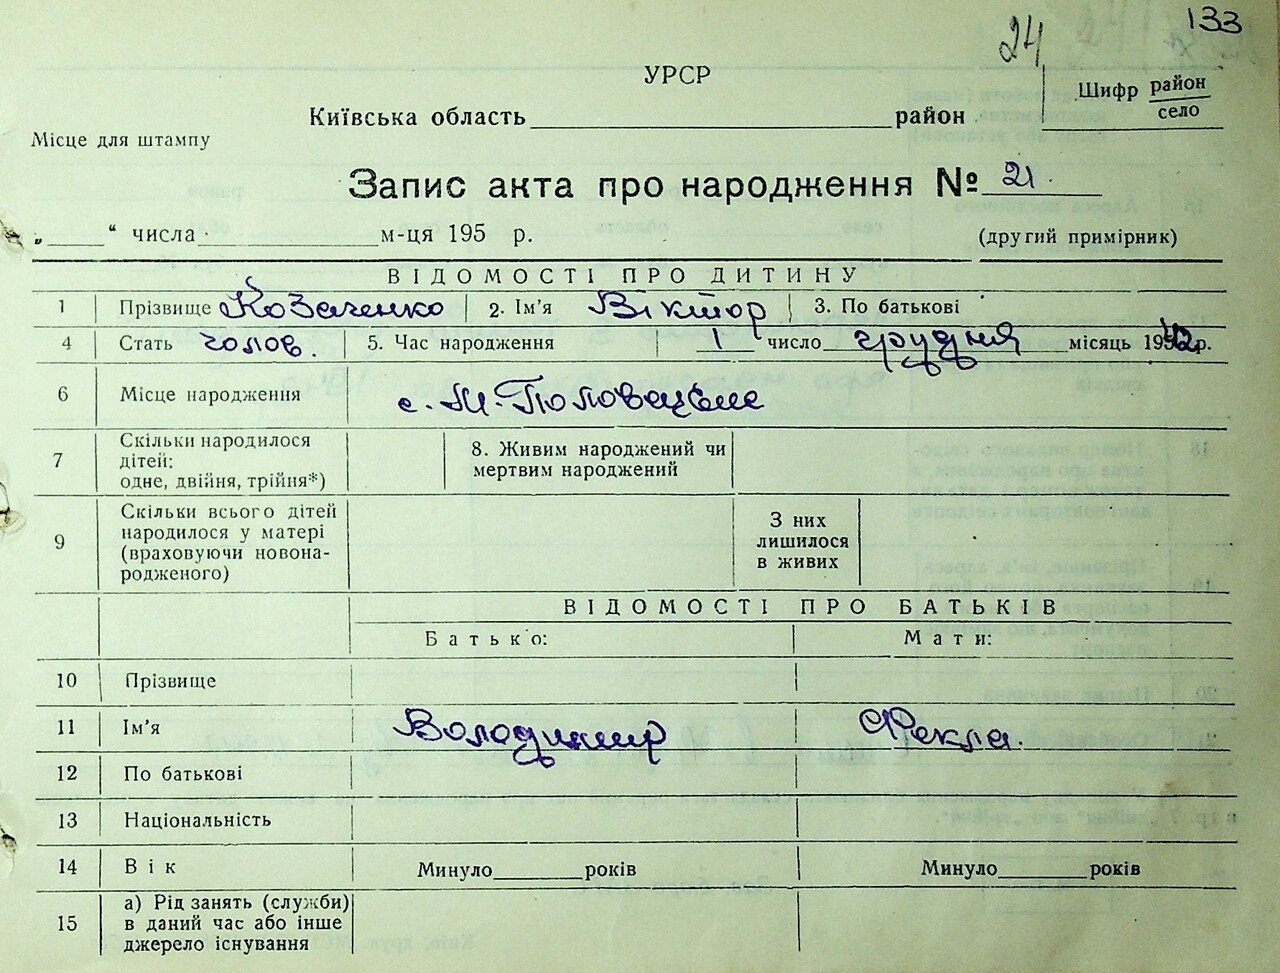 133
24
УРСР
Шифр район
село
Київська область район
Місце для штампу
Запис акта про народження № 21.
„ “ числа м-ця 195 р.
(другий примірник)
ВІДОМОСТІ ПРО ДИТИНУ
1 Прізвище Козаченко 2. Ім’я Віктор 3. По батькові
4 Стать чолов. 5. Час народження 1 число грудня місяць 1942 р.
6 Місце народження с. М-Половецьке
7 Скільки народилося
дітей:
одне, двійня, трійня*)
8. Живим народжений чи
мертвим народжений
9 Скільки всього дітей
народилося у матері
(враховуючи новона-
родженого)
З них
лишилося
в живих
ВІДОМОСТІ ПРО БАТЬКІВ
Батько: Мати:
10 Прізвище
11 Ім’я Володимир Фекла.
12 По батькові
13 Національність
14 Вік Минуло років Минуло років
15 а) Рід занять (служби)
в даний час або інше
джерело існування